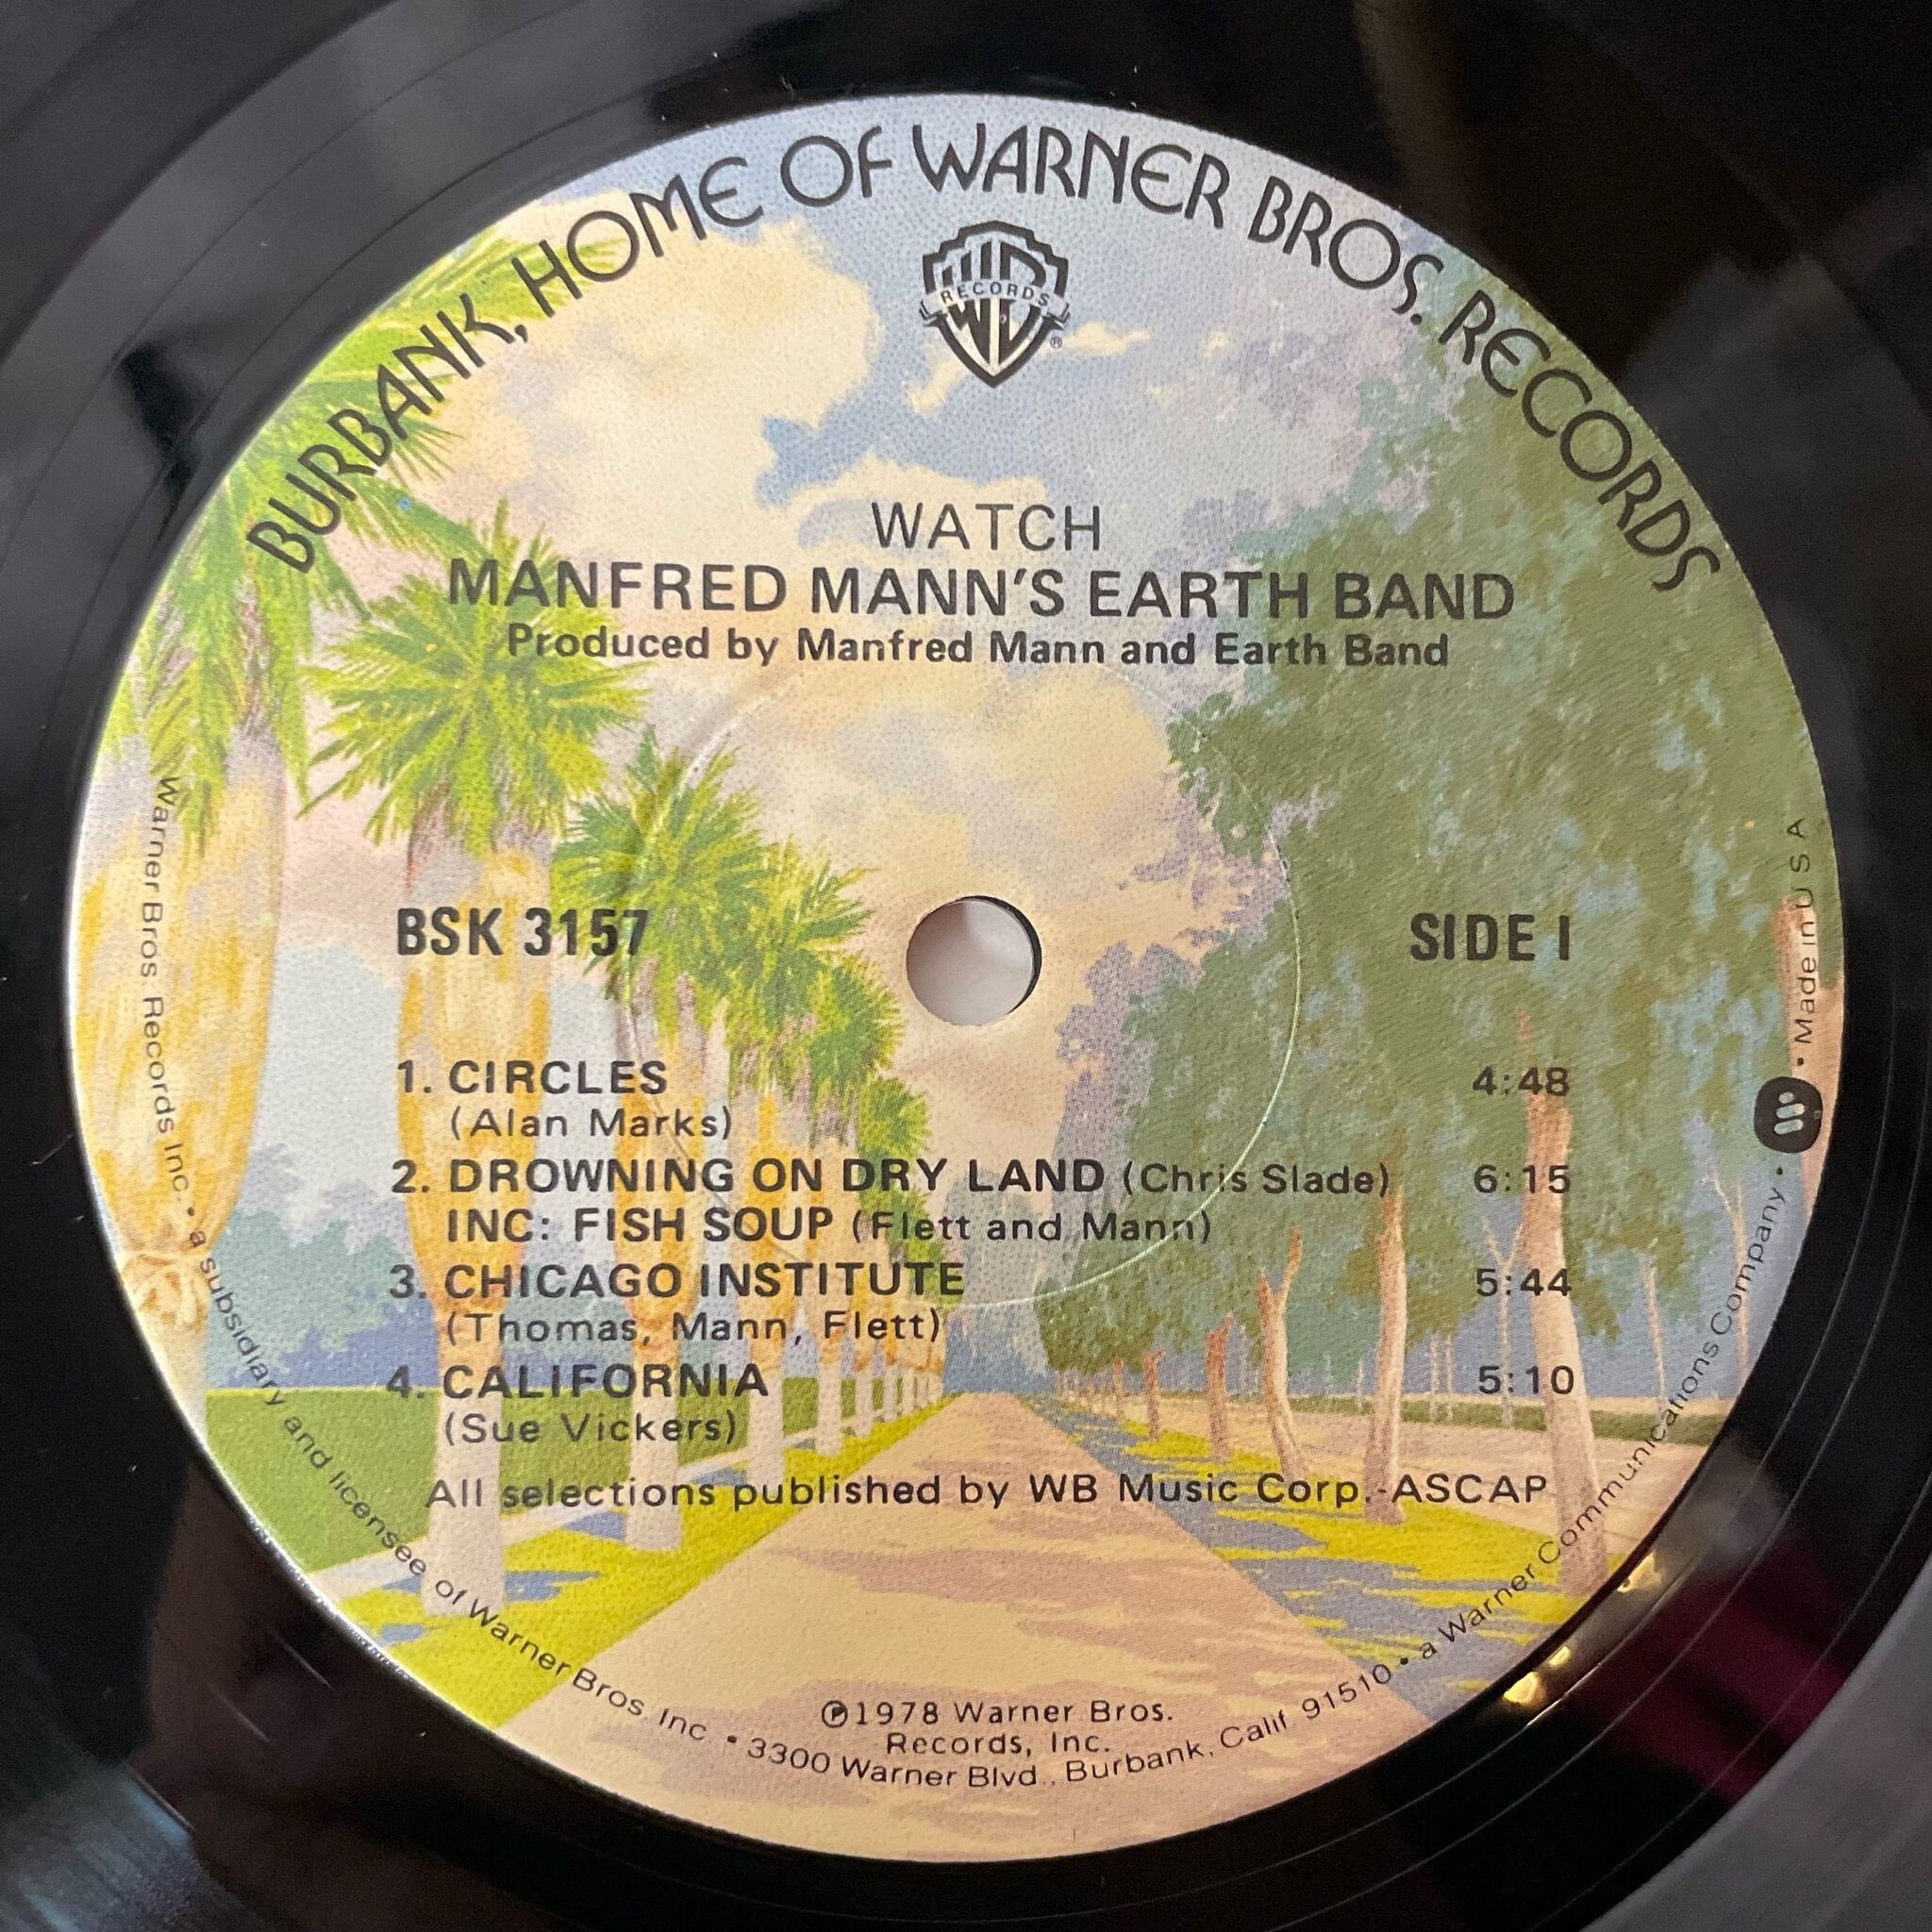 BURBANK, HOME OF WARNER BROS. RECORDS
RECORDS
®
WATCH
MANFRED MANN'S EARTH BAND
Produced by Manfred Mann and Earth Band
BSK 3157
SIDE I
1. CIRCLES 4:48
(Alan Marks)
2. DROWNING ON DRY LAND (Chris Slade) 6:15
INC: FISH SOUP (Flett and Mann)
3. CHICAGO INSTITUTE 5:44
(Thomas, Mann, Flett)
4. CALIFORNIA 5:10
(Sue Vickers)
All selections published by WB Music Corp.-ASCAP
℗1978 Warner Bros.
Records, Inc.
Warner Bros. Records Inc. • a subsidiary and licensee of Warner Bros. Inc • 3300 Warner Blvd., Burbank, Calif. 91510 • a Warner Communications Company • • Made in U S A